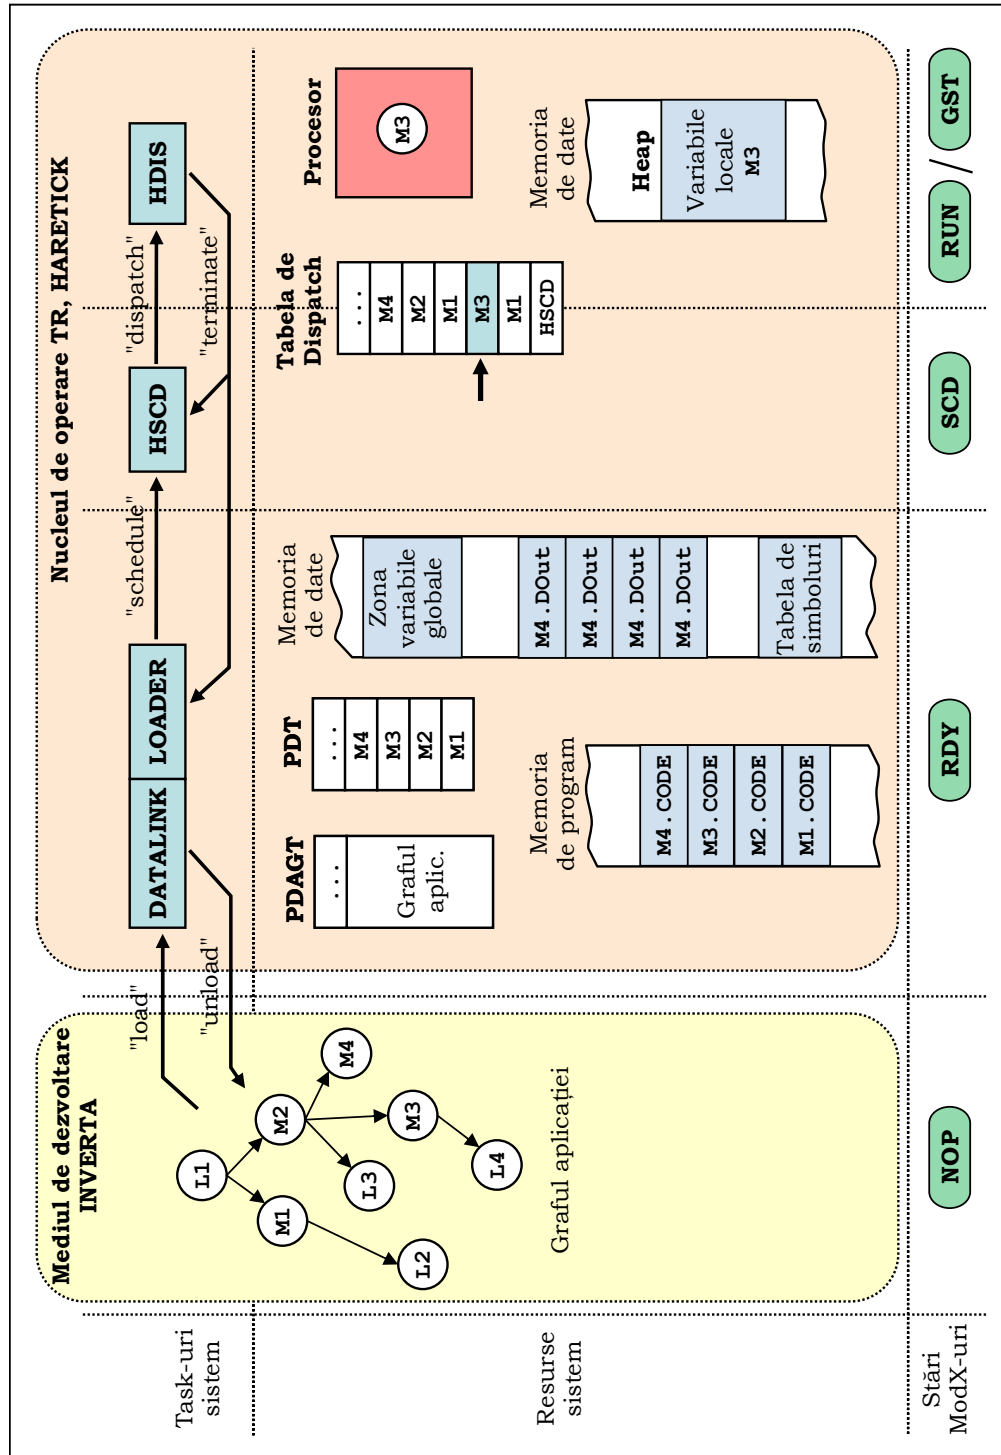 Mediul de dezvoltare
INVERTA
Nucleul de operare TR, HARETICK
Task-uri
sistem
"load"
"unload"
DATALINK
LOADER
"schedule"
HSCD
"dispatch"
"terminate"
HDIS
Resurse
sistem
L1
M1
M2
L2
L3
M3
M4
L4
Graful aplicației
PDAGT
...
Graful
aplic.
PDT
...
M4
M3
M2
M1
Memoria
de program
M4.CODE
M3.CODE
M2.CODE
M1.CODE
Memoria
de date
Zona
variabile
globale
M4.DOut
M4.DOut
M4.DOut
M4.DOut
Tabela de
simboluri
Tabela de
Dispatch
...
M4
M2
M1
M3
M1
HSCD
Procesor
M3
Memoria
de date
Heap
Variabile
locale
M3
Stări
ModX-uri
NOP
RDY
SCD
RUN / GST